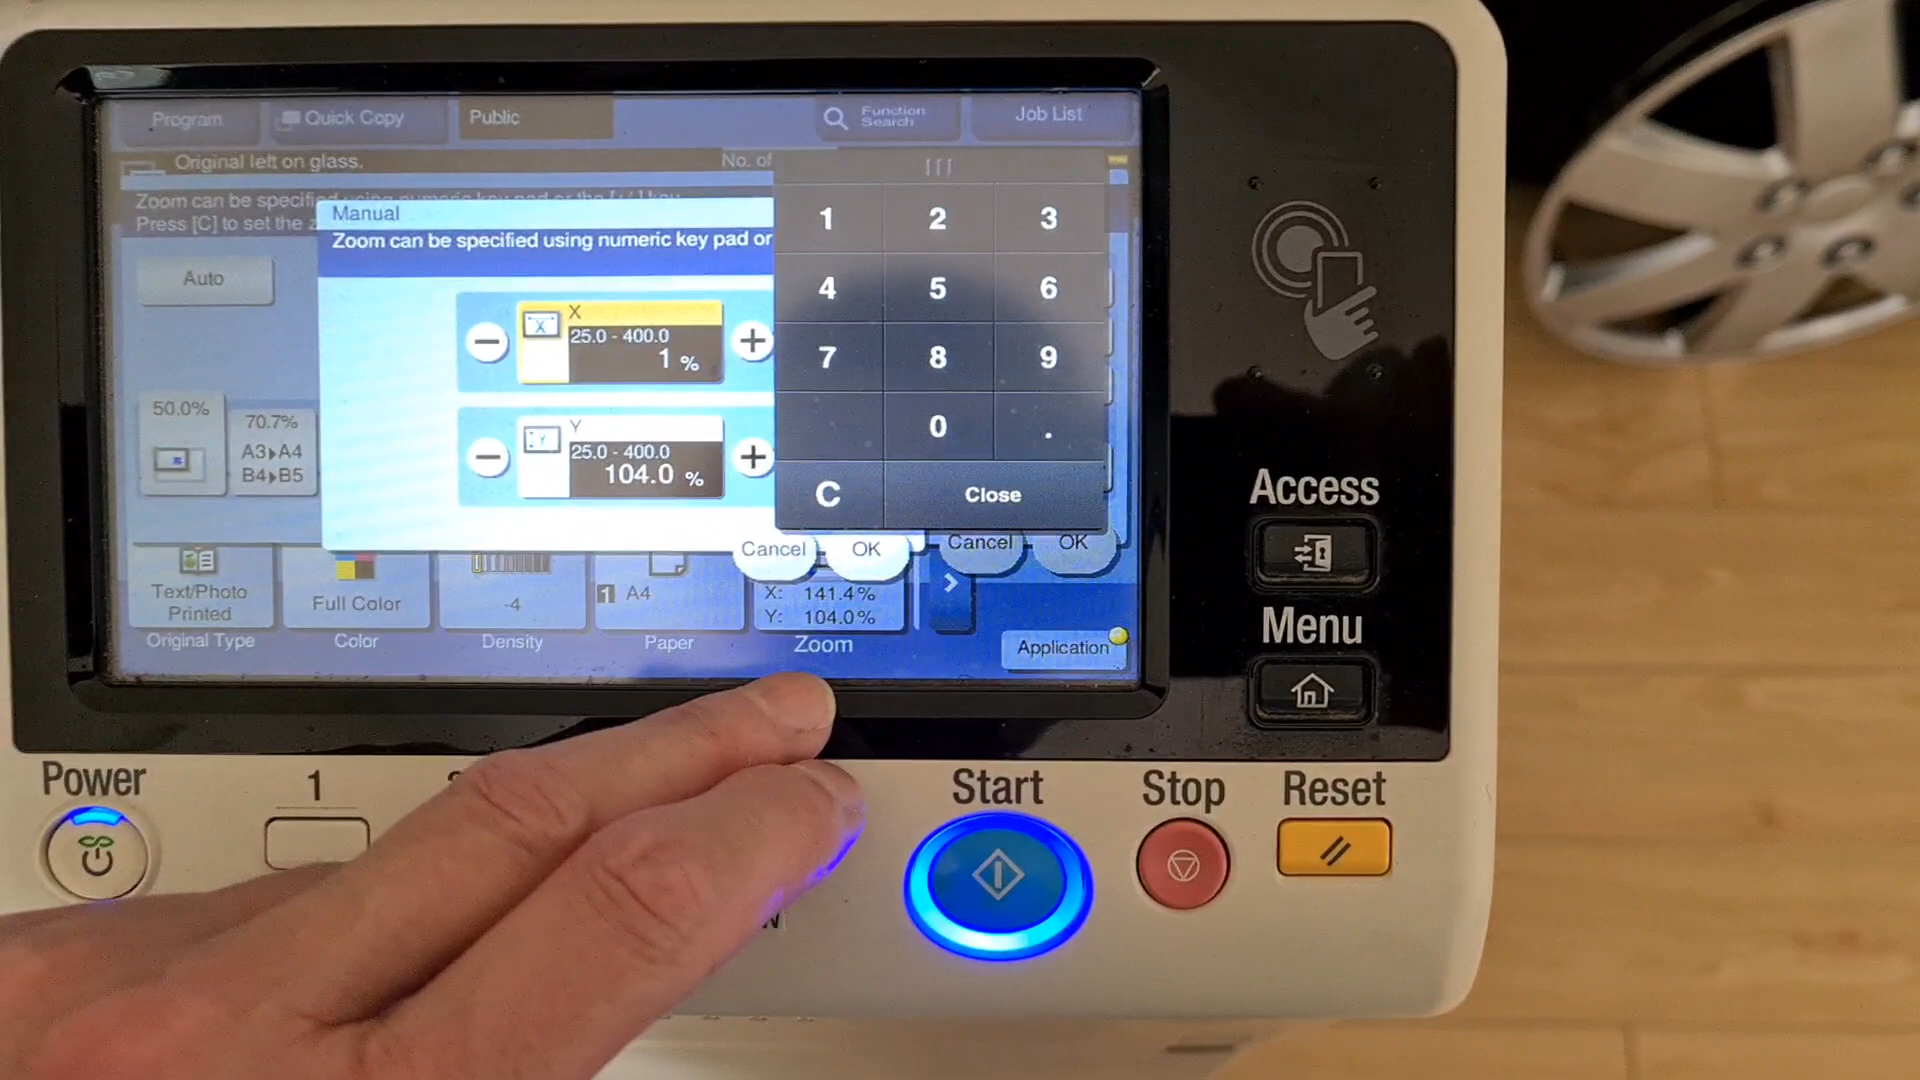 Program
Quick Copy
Public
Function
Search
Job List
Original left on glass.
No. of
Zoom can be specified using numeric key pad or the [+/-] key.
Press [C] to set the z
Manual
Zoom can be specified using numeric key pad or
Auto
X
25.0 - 400.0
1 %
Y
25.0 - 400.0
104.0 %
50.0%
70.7%
A3▸A4
B4▸B5
1
2
3
4
5
6
7
8
9
0
.
C
Close
Cancel
OK
Cancel
OK
Text/Photo
Printed
Original Type
Full Color
Color
-4
Density
1 A4
Paper
X: 141.4%
Y: 104.0%
Zoom
Application
Access
Menu
Power
1
Start
Stop
Reset